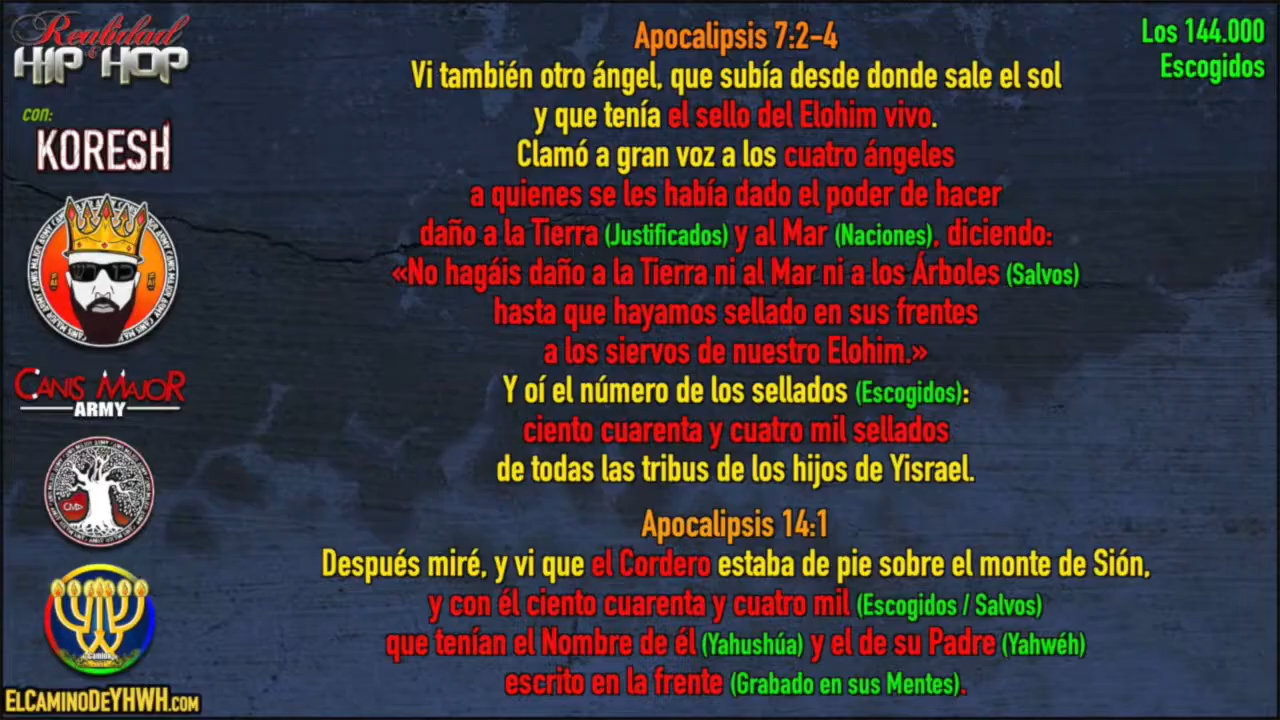 Realidad
HIP HOP
con:
KORESH
CANIS MAJOR
ARMY
ELCAMINODEYHWH.COM
Los 144.000
Escogidos
Apocalipsis 7:2-4
Vi también otro ángel, que subía desde donde sale el sol
y que tenía el sello del Elohim vivo.
Clamó a gran voz a los cuatro ángeles
a quienes se les había dado el poder de hacer
daño a la Tierra (Justificados) y al Mar (Naciones), diciendo:
«No hagáis daño a la Tierra ni al Mar ni a los Árboles (Salvos)
hasta que hayamos sellado en sus frentes
a los siervos de nuestro Elohim.»
Y oí el número de los sellados (Escogidos):
ciento cuarenta y cuatro mil sellados
de todas las tribus de los hijos de Yisrael.
Apocalipsis 14:1
Después miré, y vi que el Cordero estaba de pie sobre el monte de Sión,
y con él ciento cuarenta y cuatro mil (Escogidos / Salvos)
que tenían el Nombre de él (Yahushúa) y el de su Padre (Yahwéh)
escrito en la frente (Grabado en sus Mentes).